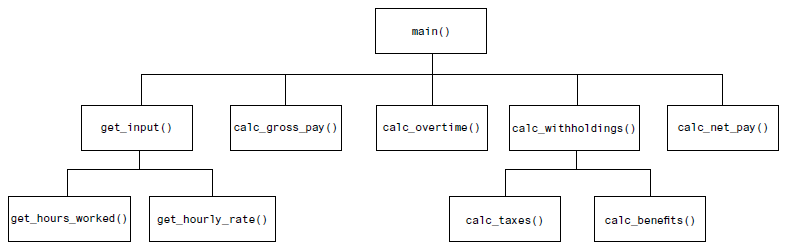 main()
get_input()
calc_gross_pay()
calc_overtime()
calc_withholdings()
calc_net_pay()
get_hours_worked()
get_hourly_rate()
calc_taxes()
calc_benefits()